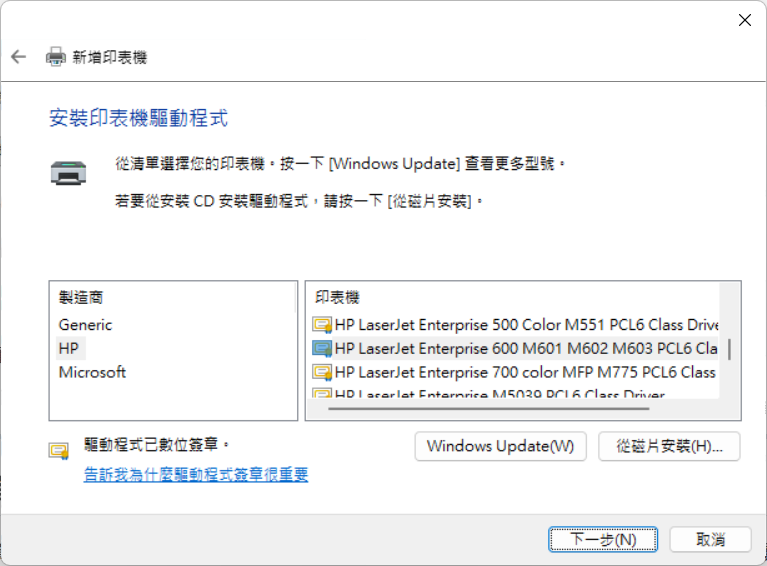 新增印表機
安裝印表機驅動程式
從清單選擇您的印表機。按一下 [Windows Update] 查看更多型號。
若要從安裝 CD 安裝驅動程式，請按一下 [從磁片安裝]。
製造商
Generic
HP
Microsoft
印表機
HP LaserJet Enterprise 500 Color M551 PCL6 Class Drive
HP LaserJet Enterprise 600 M601 M602 M603 PCL6 Cla
HP LaserJet Enterprise 700 color MFP M775 PCL6 Class
HP LaserJet Enterprise M5039 PCL6 Class Driver
驅動程式已數位簽章。
告訴我為什麼驅動程式簽章很重要
Windows Update(W)
從磁片安裝(H)...
下一步(N)
取消